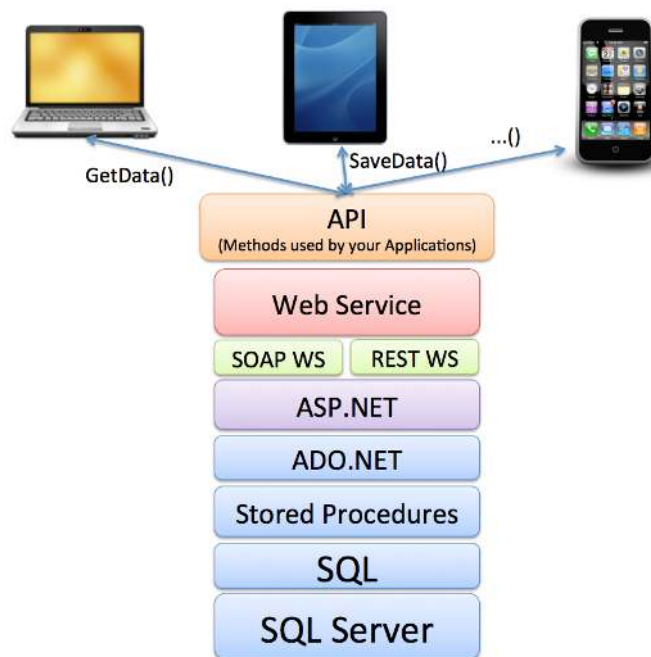 ...()
SaveData()
GetData()
API
(Methods used by your Applications)
Web Service
SOAP WS
REST WS
ASP.NET
ADO.NET
Stored Procedures
SQL
SQL Server